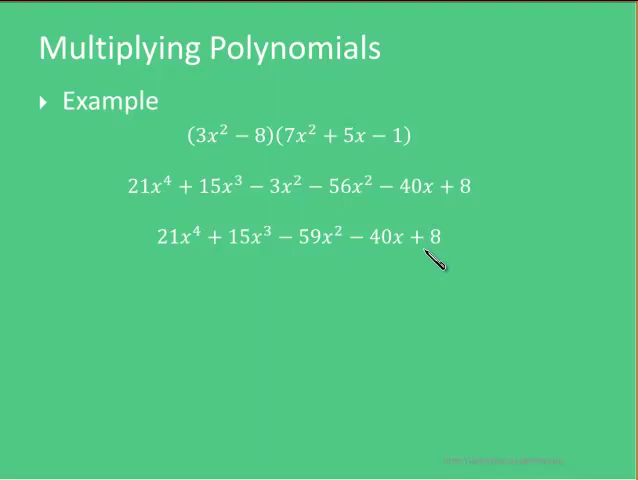 Multiplying Polynomials
Example
(3x² − 8)(7x² + 5x − 1)
21x⁴ + 15x³ − 3x² − 56x² − 40x + 8
21x⁴ + 15x³ − 59x² − 40x + 8